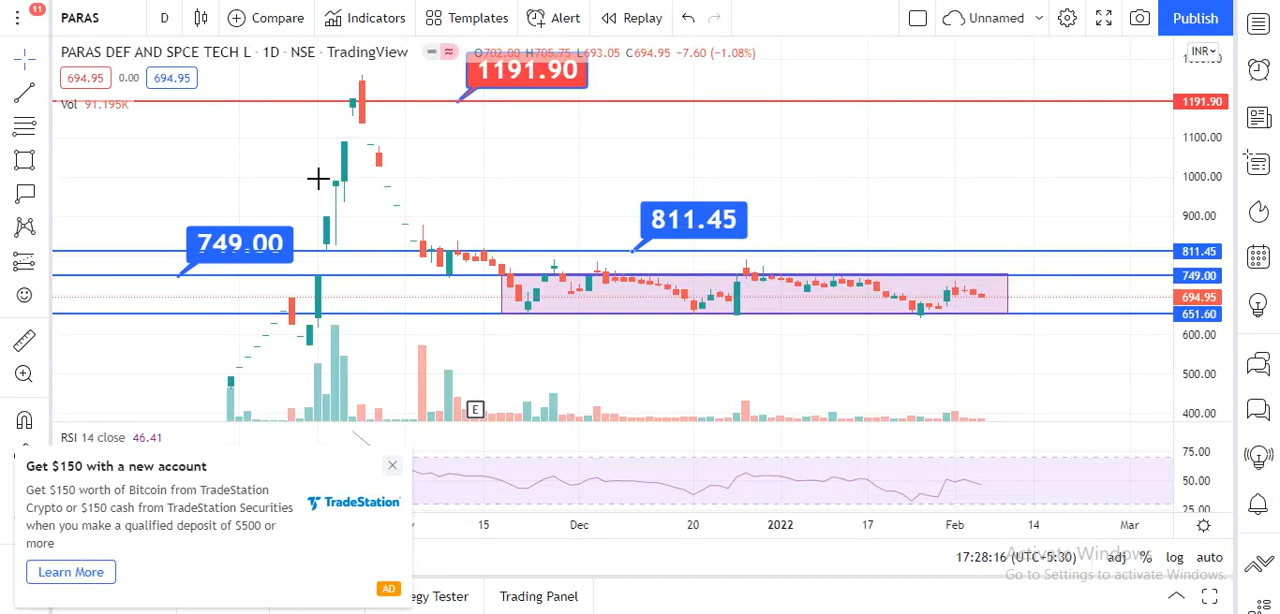 11
PARAS D Compare Indicators Templates Alert Replay Unnamed Publish
PARAS DEF AND SPCE TECH L · 1D · NSE · TradingView O702.00 H705.75 L693.05 C694.95 −7.60 (−1.08%)
INR
694.95 0.00 694.95
1191.90
Vol 91.195K
1191.90
1100.00
1000.00
900.00
811.45
749.00
811.45
749.00
694.95
651.60
600.00
500.00
400.00
E
RSI 14 close 46.41
75.00
50.00
25.00
Get $150 with a new account
Get $150 worth of Bitcoin from TradeStation
Crypto or $150 cash from TradeStation Securities
when you make a qualified deposit of $500 or
more
TradeStation
Learn More
AD
15 Dec 20 2022 17 Feb 14 Mar
17:28:16 (UTC+5:30) adj % log auto
Activate Windows
Go to Settings to activate Windows.
Tester Trading Panel